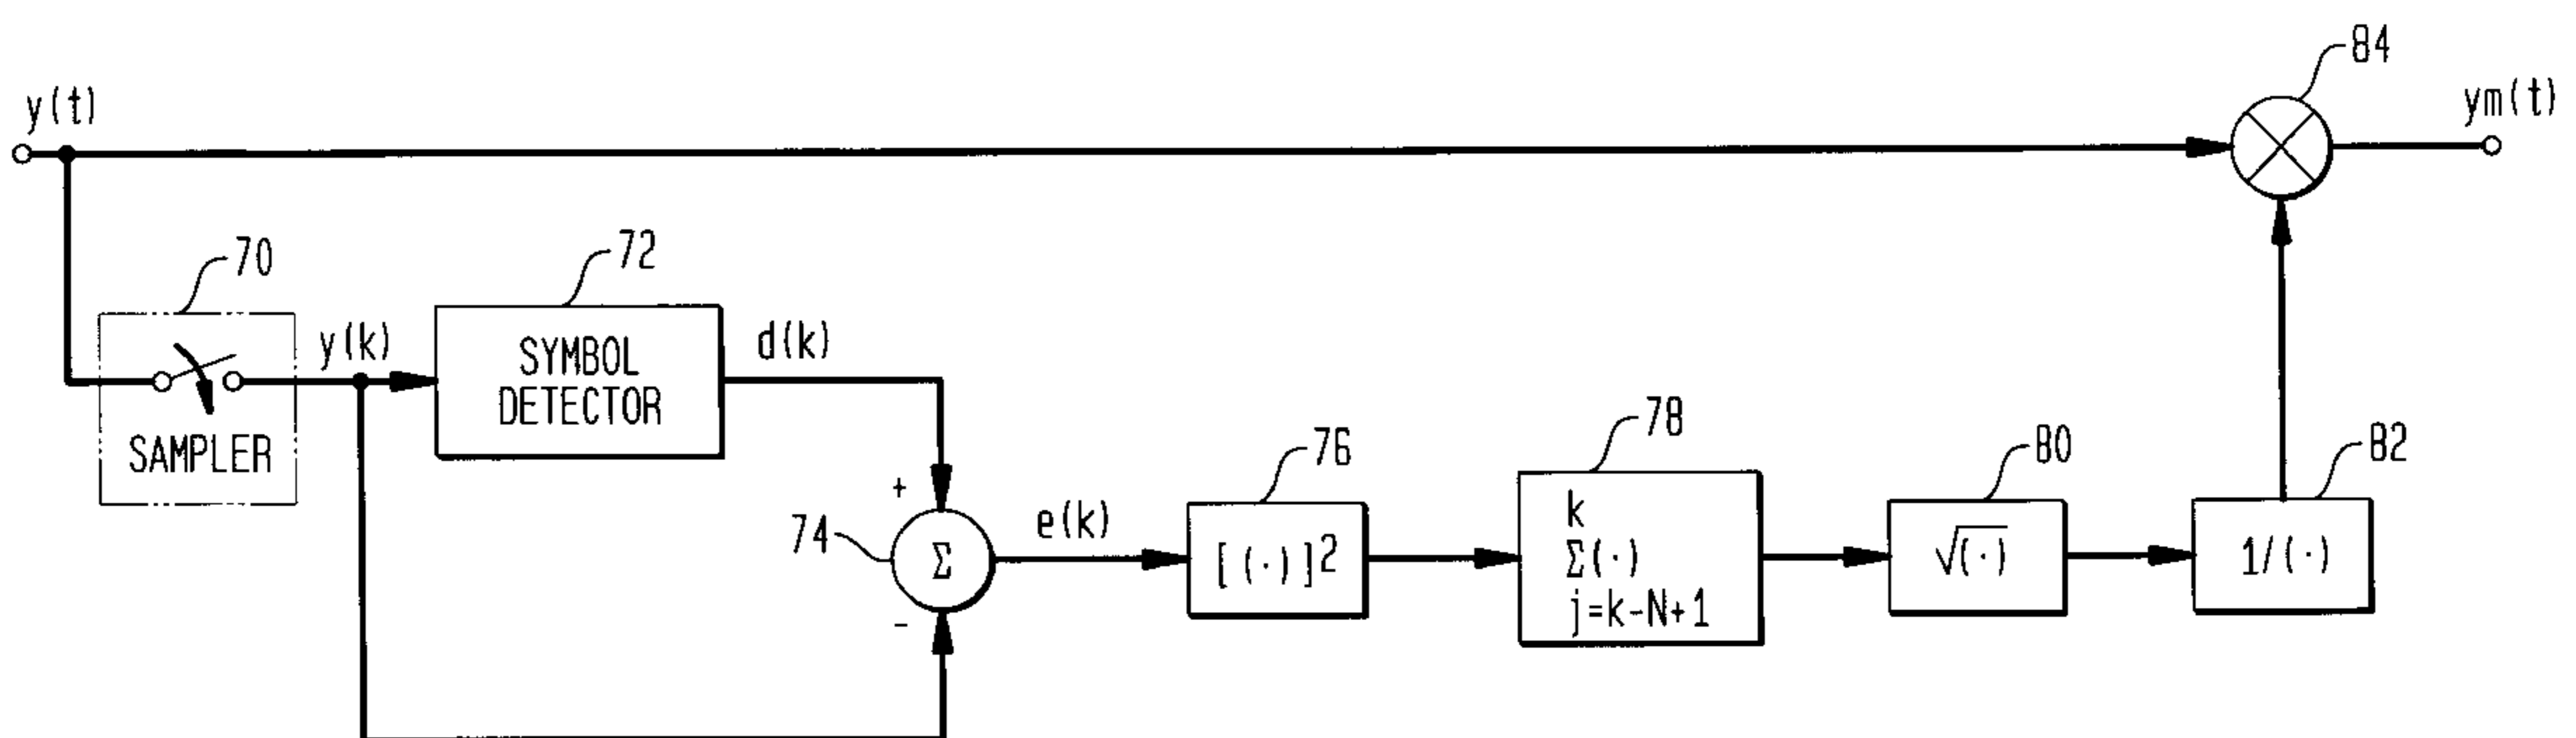 84
y(t)
ym(t)
70
72
y(k)
SYMBOL
DETECTOR
d(k)
SAMPLER
+
74
Σ
-
e(k)
76
[(·)]2
78
k
Σ(·)
j=k-N+1
80
√(·)
82
1/(·)